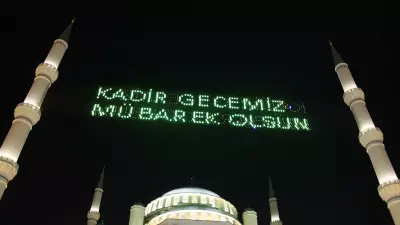 KADİR GECEMİZ
MÜBAREK OLSUN